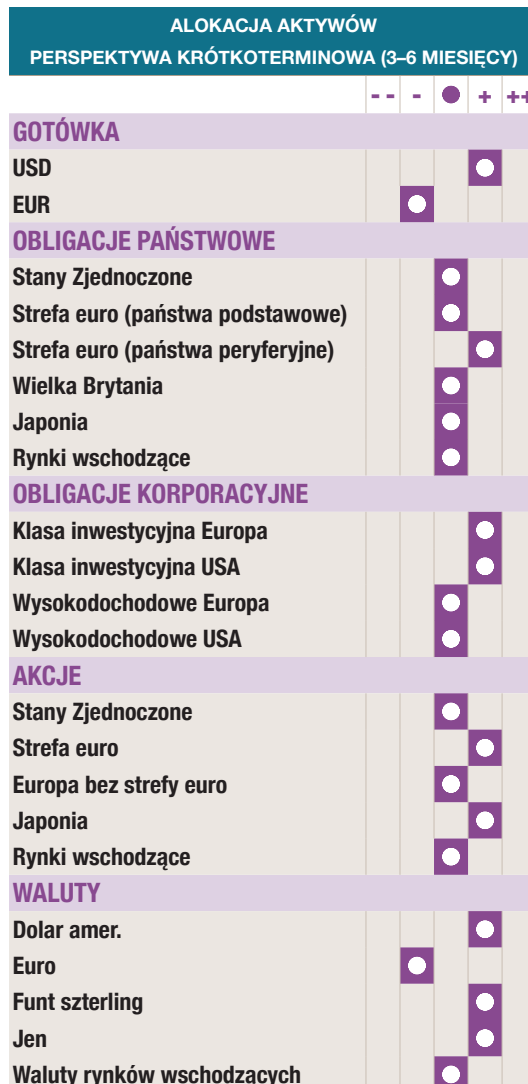 ALOKACJA AKTYWÓW
PERSPEKTYWA KRÓTKOTERMINOWA (3–6 MIESIĘCY)
-- - ● + ++
GOTÓWKA
USD
EUR
OBLIGACJE PAŃSTWOWE
Stany Zjednoczone
Strefa euro (państwa podstawowe)
Strefa euro (państwa peryferyjne)
Wielka Brytania
Japonia
Rynki wschodzące
OBLIGACJE KORPORACYJNE
Klasa inwestycyjna Europa
Klasa inwestycyjna USA
Wysokodochodowe Europa
Wysokodochodowe USA
AKCJE
Stany Zjednoczone
Strefa euro
Europa bez strefy euro
Japonia
Rynki wschodzące
WALUTY
Dolar amer.
Euro
Funt szterling
Jen
Waluty rynków wschodzących